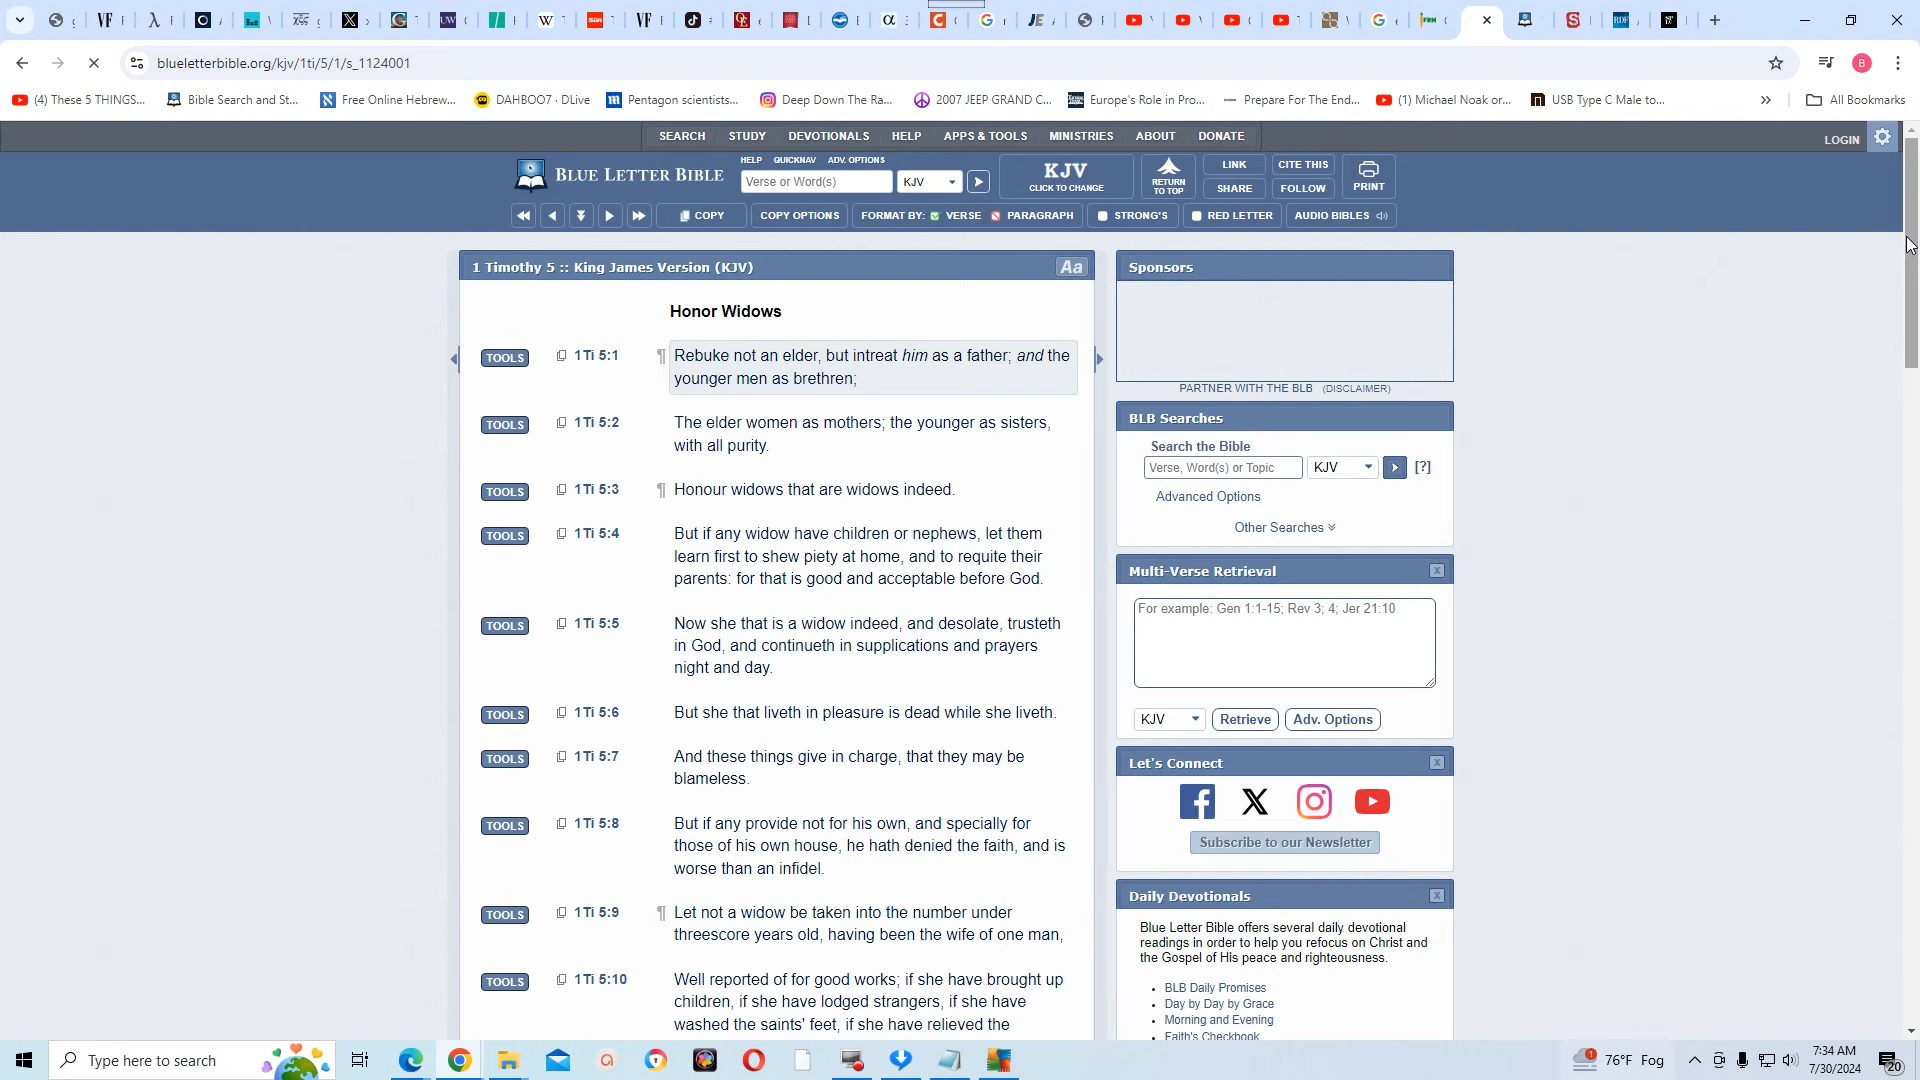 g
VF
F
λ
F
O
A
UW
W
T
X
x
G
T
Sun
VF
F
T
e
α
C
C
G
r
JE
A
F
V
T
G
e
FRN
RDF
blueletterbible.org/kjv/1ti/5/1/s_1124001
B
(4) These 5 THINGS...
Bible Search and St...
Free Online Hebrew...
DAHBOO7 · DLive
Pentagon scientists...
Deep Down The Ra...
2007 JEEP GRAND C...
Europe's Role in Pro...
Prepare For The End...
(1) Michael Noak or...
USB Type C Male to...
»
All Bookmarks
SEARCH STUDY DEVOTIONALS HELP APPS & TOOLS MINISTRIES ABOUT DONATE
LOGIN
HELP QUICKNAV ADV. OPTIONS
BLUE LETTER BIBLE
Verse or Word(s)
KJV
KJV
CLICK TO CHANGE
RETURN
TO TOP
LINK
CITE THIS
SHARE
FOLLOW
PRINT
COPY
COPY OPTIONS
FORMAT BY: VERSE PARAGRAPH
STRONG'S
RED LETTER
AUDIO BIBLES
1 Timothy 5 :: King James Version (KJV)
Aa
Honor Widows
TOOLS 1Ti 5:1 ¶ Rebuke not an elder, but intreat him as a father; and the
younger men as brethren;
TOOLS 1Ti 5:2 The elder women as mothers; the younger as sisters,
with all purity.
TOOLS 1Ti 5:3 ¶ Honour widows that are widows indeed.
TOOLS 1Ti 5:4 But if any widow have children or nephews, let them
learn first to shew piety at home, and to requite their
parents: for that is good and acceptable before God.
TOOLS 1Ti 5:5 Now she that is a widow indeed, and desolate, trusteth
in God, and continueth in supplications and prayers
night and day.
TOOLS 1Ti 5:6 But she that liveth in pleasure is dead while she liveth.
TOOLS 1Ti 5:7 And these things give in charge, that they may be
blameless.
TOOLS 1Ti 5:8 But if any provide not for his own, and specially for
those of his own house, he hath denied the faith, and is
worse than an infidel.
TOOLS 1Ti 5:9 ¶ Let not a widow be taken into the number under
threescore years old, having been the wife of one man,
TOOLS 1Ti 5:10 Well reported of for good works; if she have brought up
children, if she have lodged strangers, if she have
washed the saints' feet, if she have relieved the
Sponsors
PARTNER WITH THE BLB (DISCLAIMER)
BLB Searches
Search the Bible
Verse, Word(s) or Topic
KJV
[?]
Advanced Options
Other Searches
Multi-Verse Retrieval
x
For example: Gen 1:1-15; Rev 3; 4; Jer 21:10
KJV
Retrieve
Adv. Options
Let's Connect
x
Subscribe to our Newsletter
Daily Devotionals
x
Blue Letter Bible offers several daily devotional
readings in order to help you refocus on Christ and
the Gospel of His peace and righteousness.
• BLB Daily Promises
• Day by Day by Grace
• Morning and Evening
• Faith's Checkbook
Type here to search
1
76°F Fog
7:34 AM
7/30/2024
20